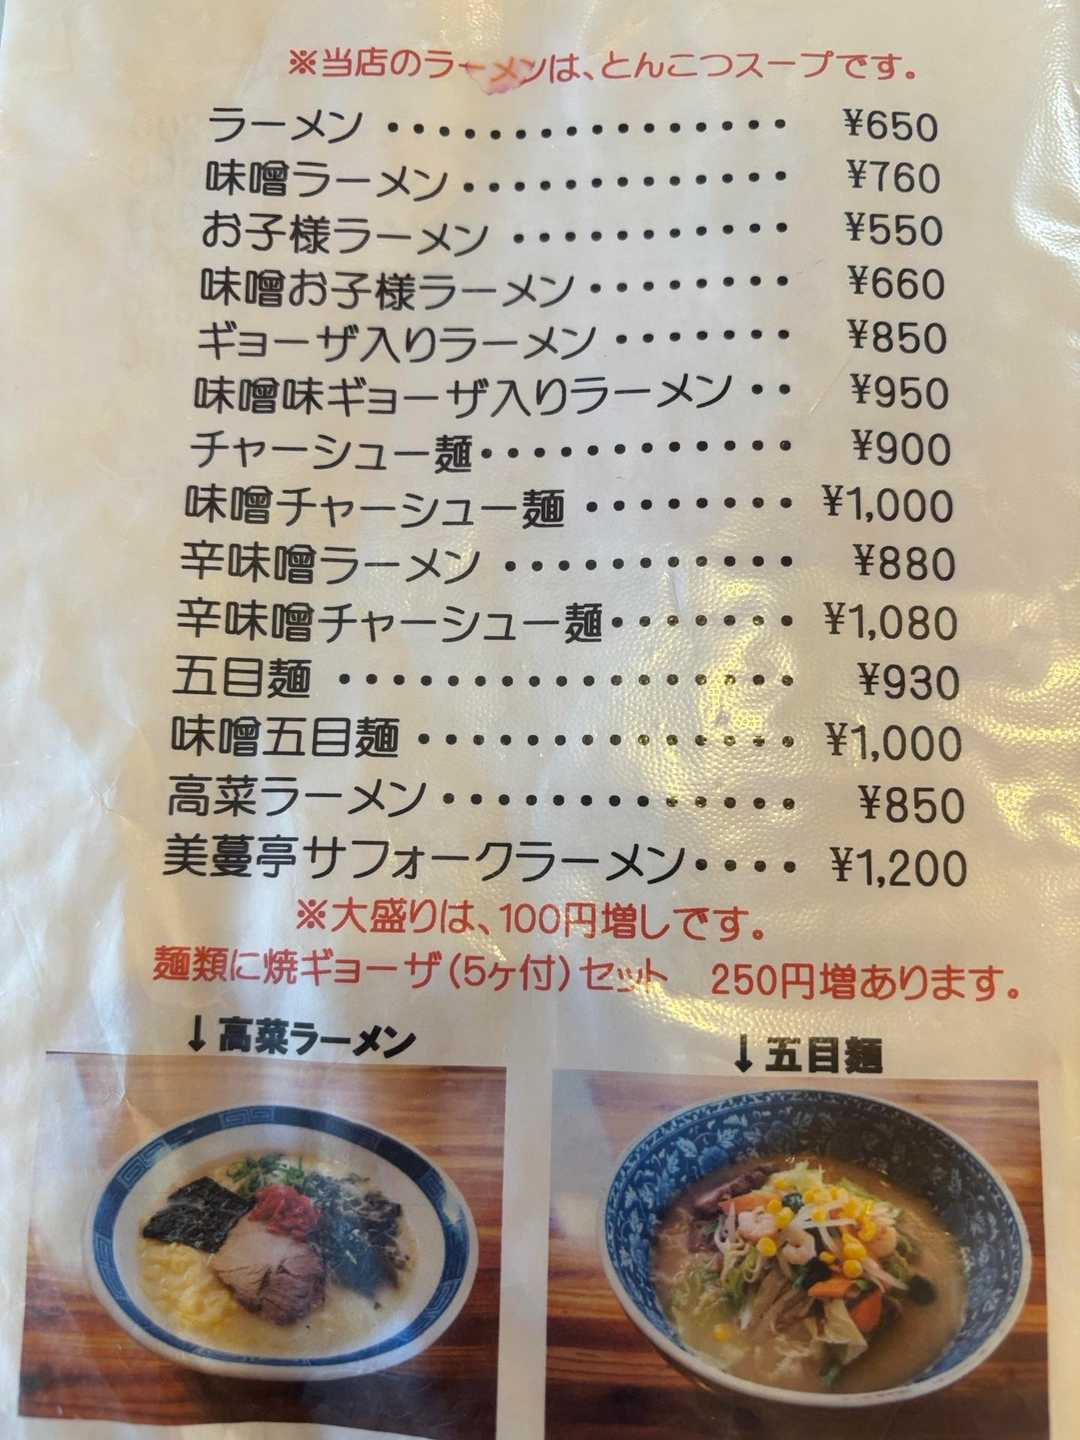 ※当店のラーメンは、とんこつスープです。
ラーメン ・・・・・・・・・・・・・・・・ ¥650
味噌ラーメン・・・・・・・・・・・・・ ¥760
お子様ラーメン ・・・・・・・・・・・ ¥550
味噌お子様ラーメン・・・・・・・・ ¥660
ギョーザ入りラーメン ・・・・・・・ ¥850
味噌味ギョーザ入りラーメン ・・ ¥950
チャーシュー麺・・・・・・・・・・・・ ¥900
味噌チャーシュー麺 ・・・・・・・・ ¥1,000
辛味噌ラーメン ・・・・・・・・・・・ ¥880
辛味噌チャーシュー麺・・・・・・・ ¥1,080
五目麺 ・・・・・・・・・・・・・・・・・ ¥930
味噌五目麺 ・・・・・・・・・・・・・・ ¥1,000
高菜ラーメン・・・・・・・・・・・・・ ¥850
美蔓亭サフォークラーメン・・・・ ¥1,200
※大盛りは、100円増しです。
麺類に焼ギョーザ(5ヶ付)セット 250円増あります。
↓高菜ラーメン
↓五目麺